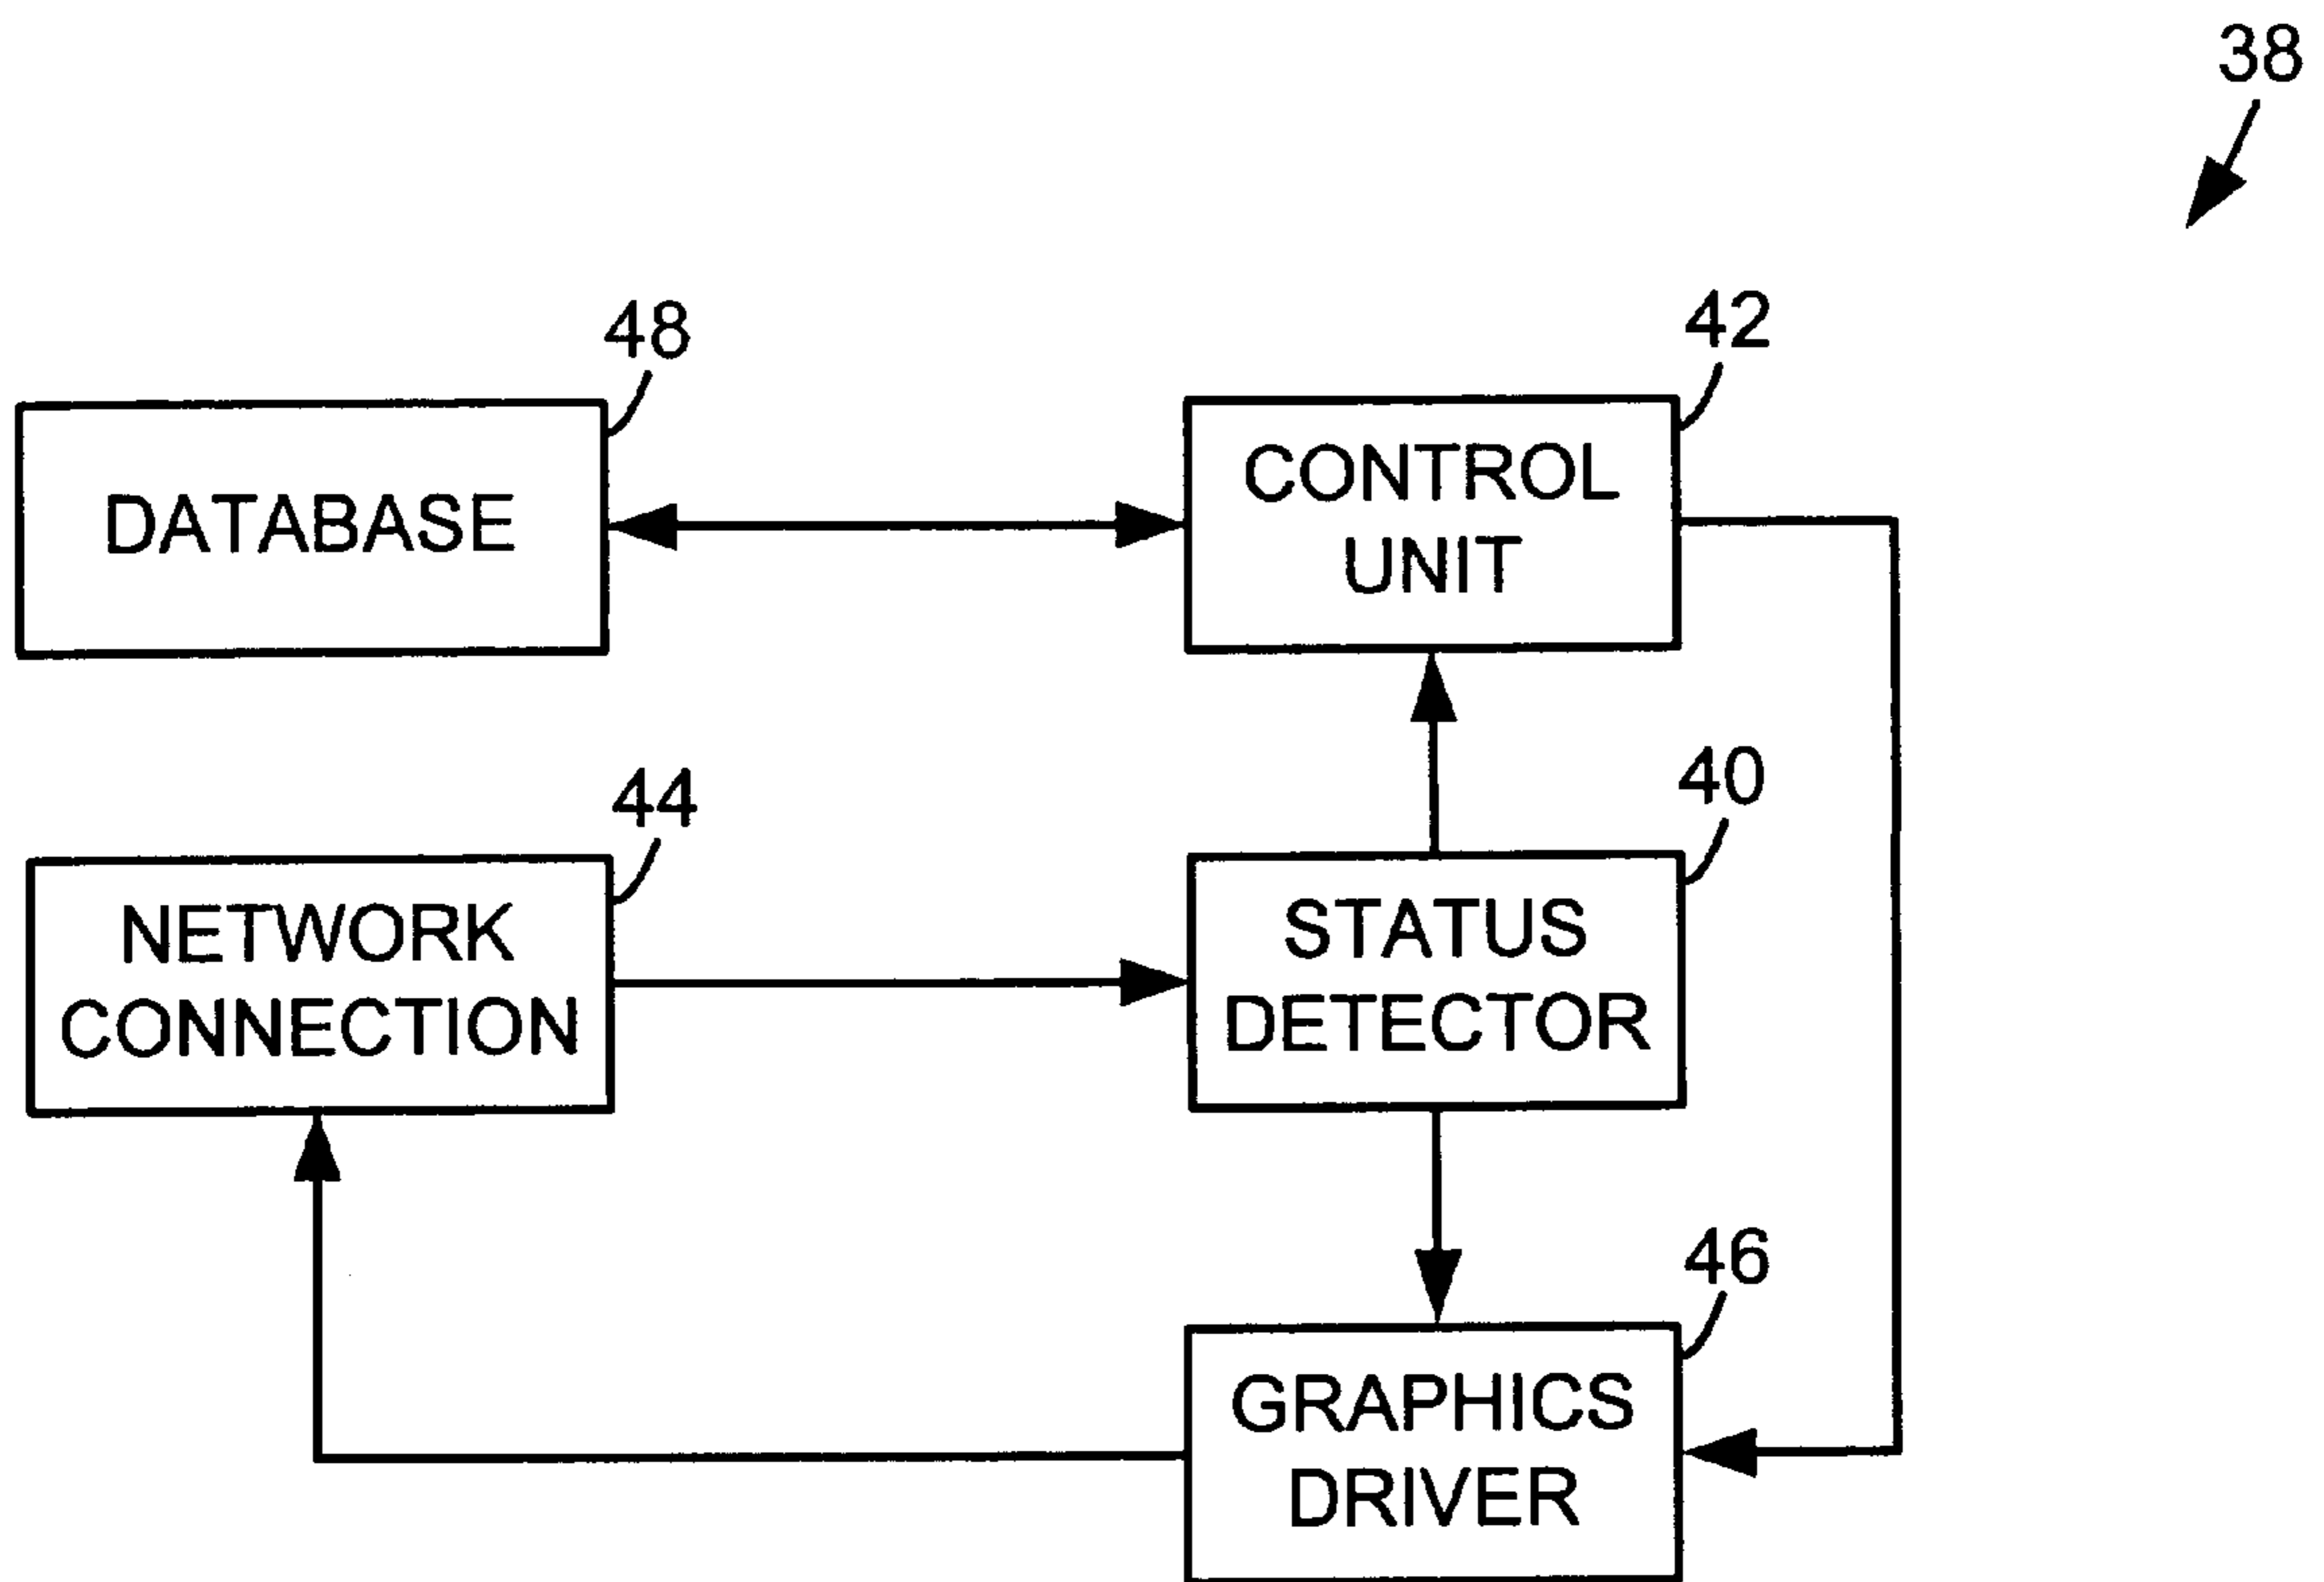 38
48
42
DATABASE
CONTROL
UNIT
44
40
NETWORK
CONNECTION
STATUS
DETECTOR
46
GRAPHICS
DRIVER